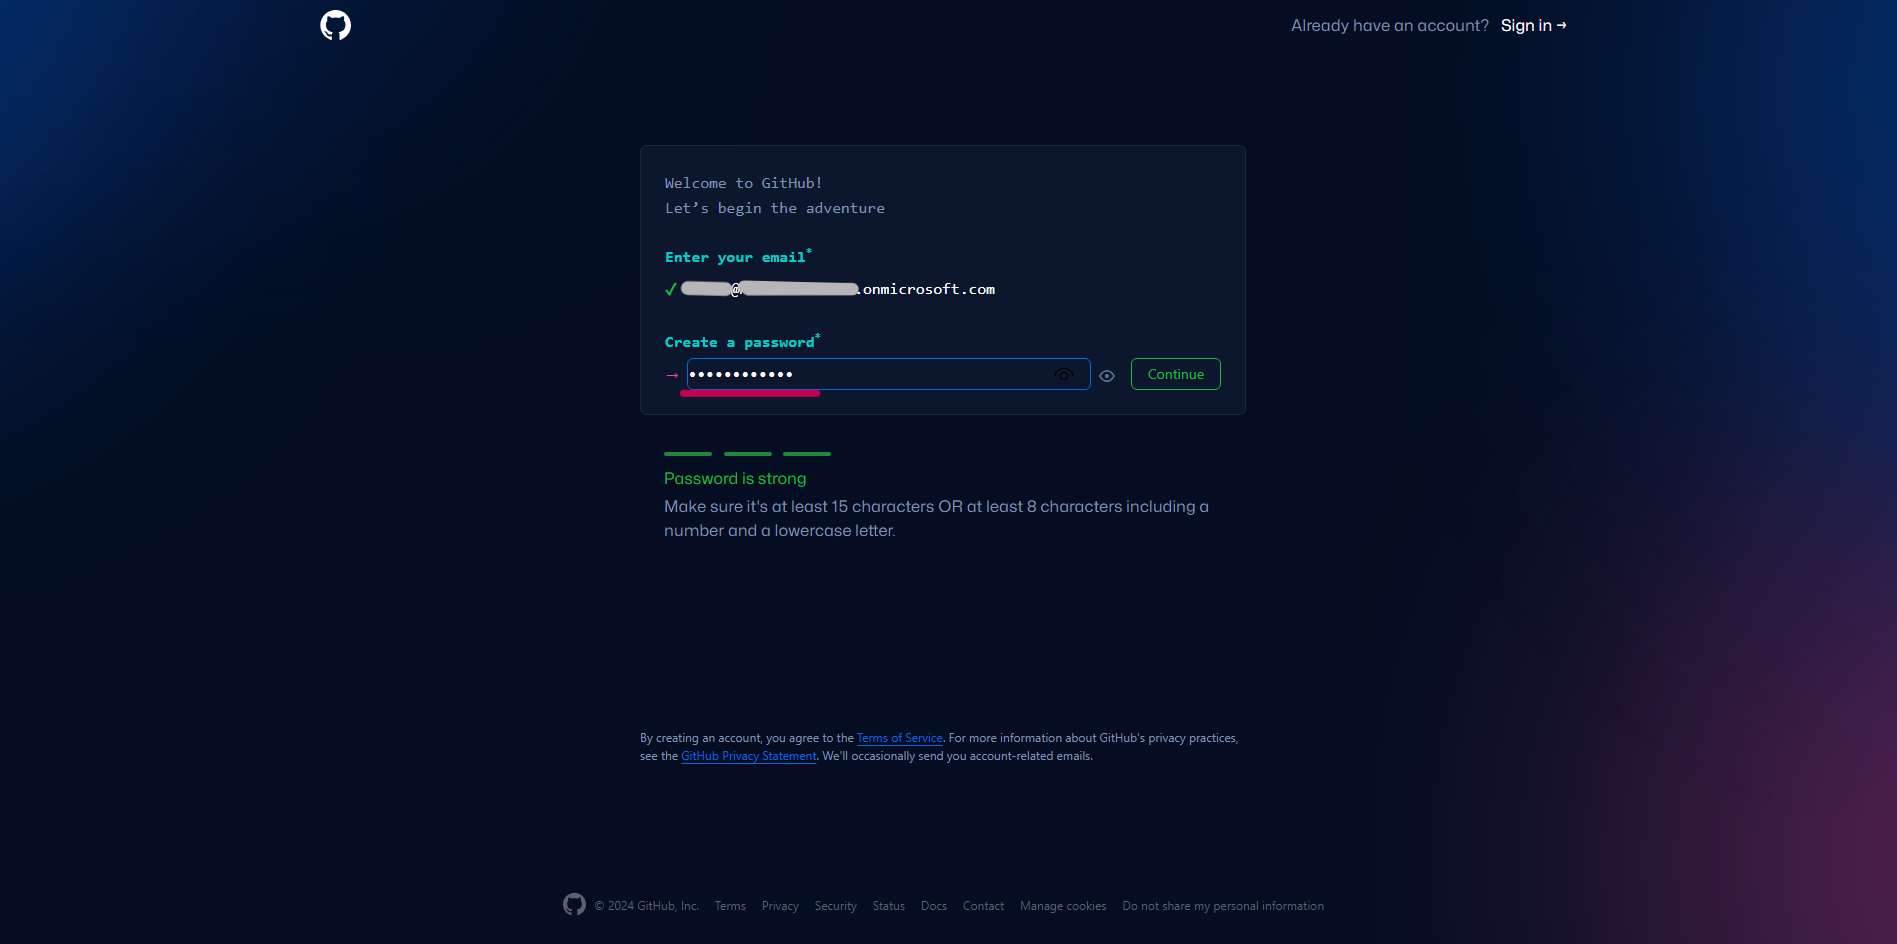 Already have an account? Sign in →
Welcome to GitHub!
Let’s begin the adventure
Enter your email*
✓ @ .onmicrosoft.com
Create a password*
→ •••••••••••• Continue
Password is strong
Make sure it's at least 15 characters OR at least 8 characters including a
number and a lowercase letter.
By creating an account, you agree to the Terms of Service. For more information about GitHub's privacy practices,
see the GitHub Privacy Statement. We'll occasionally send you account-related emails.
© 2024 GitHub, Inc. Terms Privacy Security Status Docs Contact Manage cookies Do not share my personal information